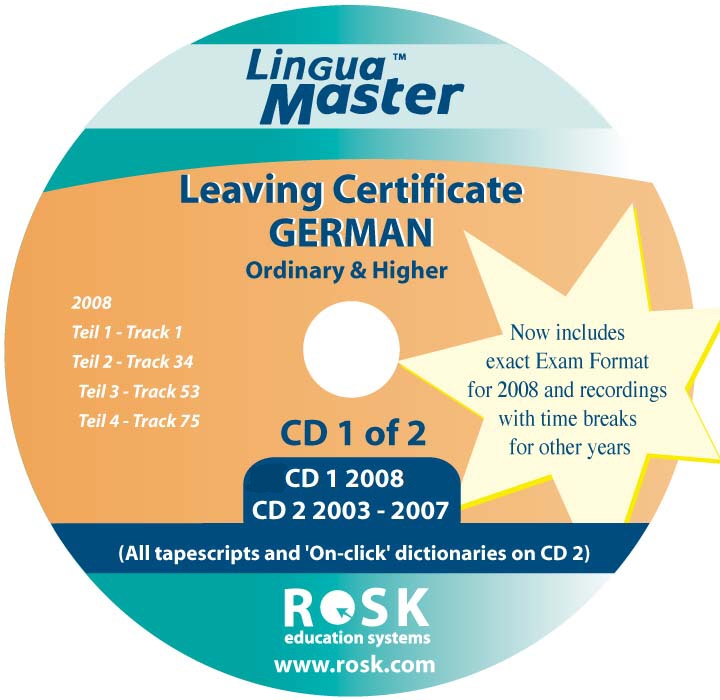 Lingua™
Master
Leaving Certificate
GERMAN
Ordinary & Higher
2008
Teil 1 - Track 1
Teil 2 - Track 34
Teil 3 - Track 53
Teil 4 - Track 75
Now includes
exact Exam Format
for 2008 and recordings
with time breaks
for other years
CD 1 of 2
CD 1 2008
CD 2 2003 - 2007
(All tapescripts and 'On-click' dictionaries on CD 2)
ROSK
education systems
www.rosk.com